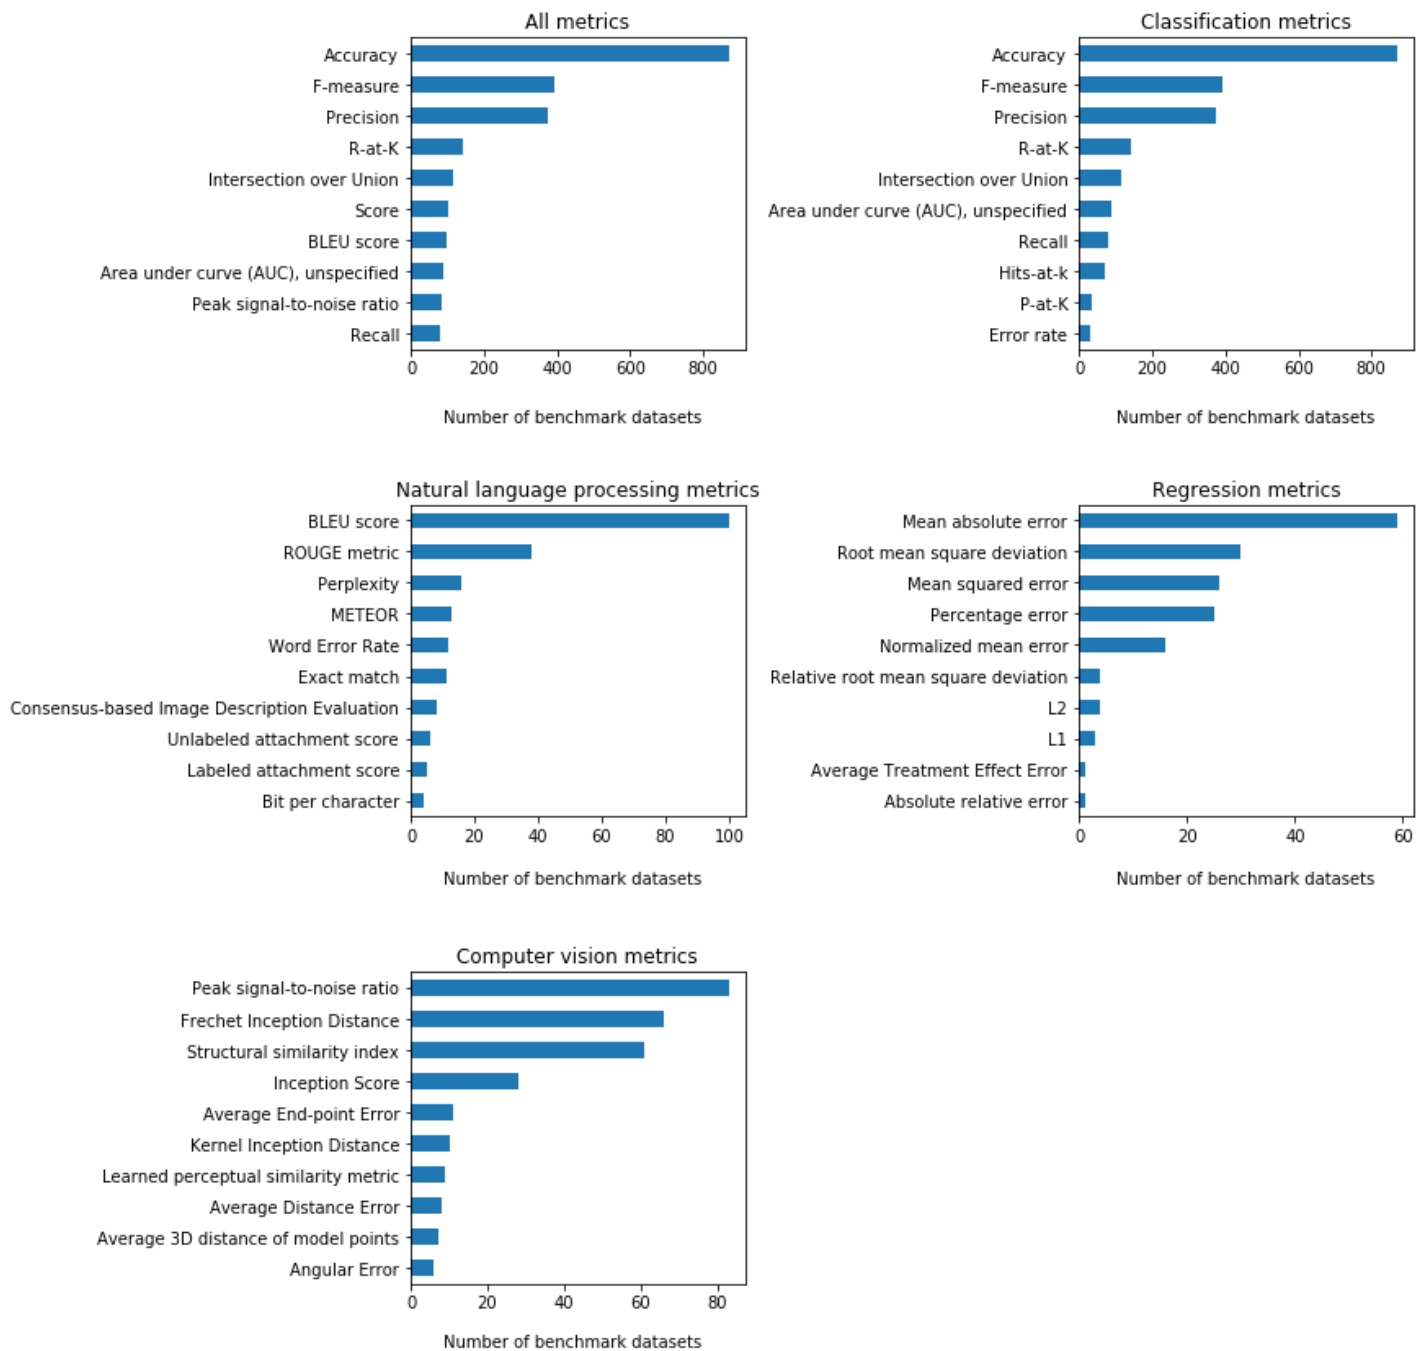 All metrics
Accuracy
F-measure
Precision
R-at-K
Intersection over Union
Score
BLEU score
Area under curve (AUC), unspecified
Peak signal-to-noise ratio
Recall
0 200 400 600 800
Number of benchmark datasets
Classification metrics
Accuracy
F-measure
Precision
R-at-K
Intersection over Union
Area under curve (AUC), unspecified
Recall
Hits-at-k
P-at-K
Error rate
0 200 400 600 800
Number of benchmark datasets
Natural language processing metrics
BLEU score
ROUGE metric
Perplexity
METEOR
Word Error Rate
Exact match
Consensus-based Image Description Evaluation
Unlabeled attachment score
Labeled attachment score
Bit per character
0 20 40 60 80 100
Number of benchmark datasets
Regression metrics
Mean absolute error
Root mean square deviation
Mean squared error
Percentage error
Normalized mean error
Relative root mean square deviation
L2
L1
Average Treatment Effect Error
Absolute relative error
0 20 40 60
Number of benchmark datasets
Computer vision metrics
Peak signal-to-noise ratio
Frechet Inception Distance
Structural similarity index
Inception Score
Average End-point Error
Kernel Inception Distance
Learned perceptual similarity metric
Average Distance Error
Average 3D distance of model points
Angular Error
0 20 40 60 80
Number of benchmark datasets